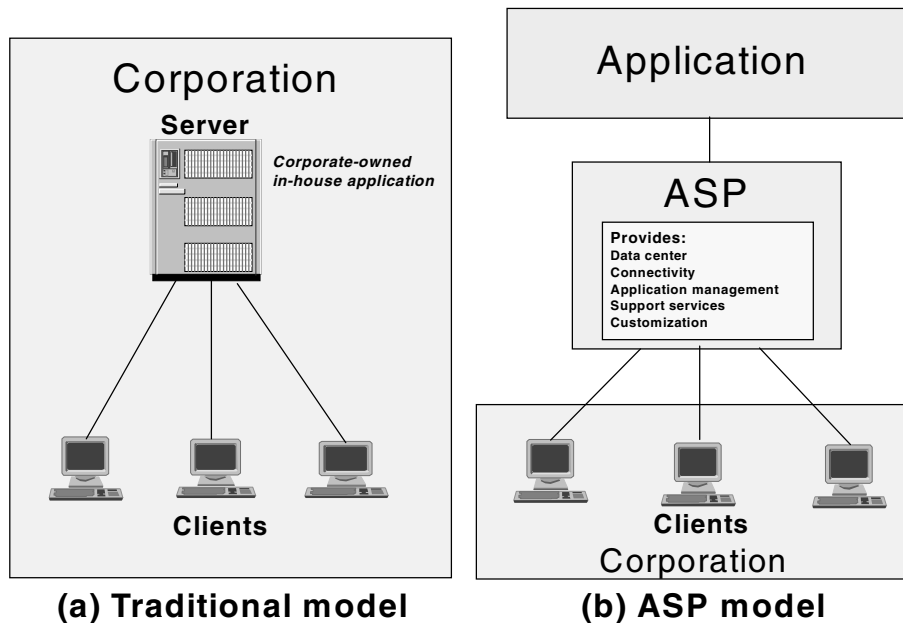 Corporation
Server
Corporate-owned
in-house application
Clients
(a) Traditional model
Application
ASP
Provides:
Data center
Connectivity
Application management
Support services
Customization
Clients
Corporation
(b) ASP model